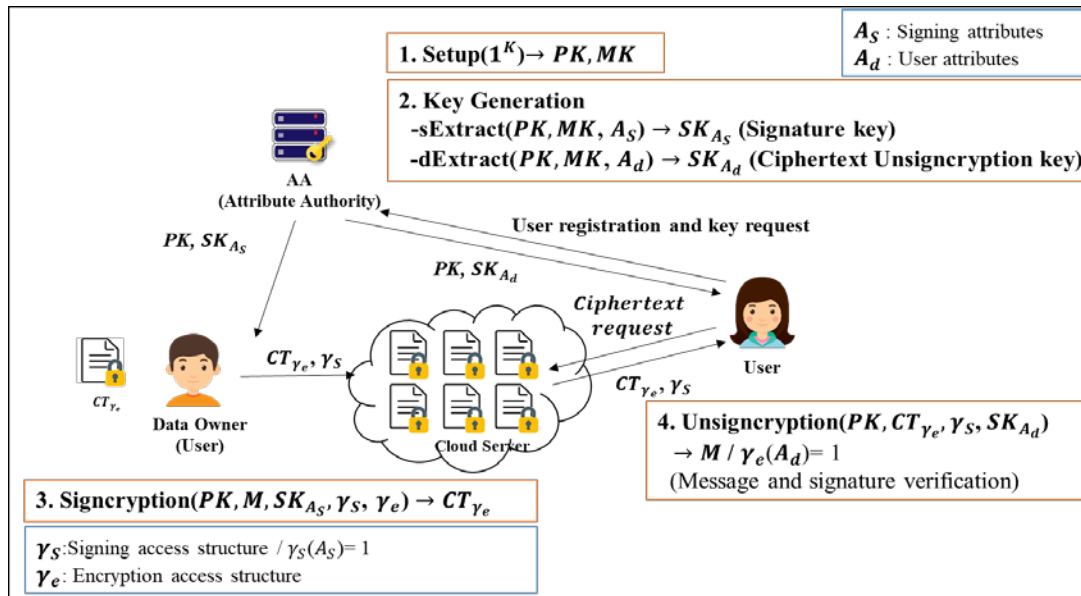 A_S : Signing attributes
A_d : User attributes
1. Setup(1^K)→ PK, MK
2. Key Generation
-sExtract(PK, MK, A_S) → SK_{A_S} (Signature key)
-dExtract(PK, MK, A_d) → SK_{A_d} (Ciphertext Unsigncryption key)
AA
(Attribute Authority)
User registration and key request
PK, SK_{A_S}
PK, SK_{A_d}
Ciphertext
request
CT_{γ_e}, γ_S
CT_{γ_e}
Data Owner
(User)
Cloud Server
CT_{γ_e}, γ_S
User
4. Unsigncryption(PK, CT_{γ_e}, γ_S, SK_{A_d})
→ M / γ_e(A_d)= 1
(Message and signature verification)
3. Signcryption(PK, M, SK_{A_S}, γ_S, γ_e) → CT_{γ_e}
γ_S:Signing access structure / γ_S(A_S)= 1
γ_e: Encryption access structure